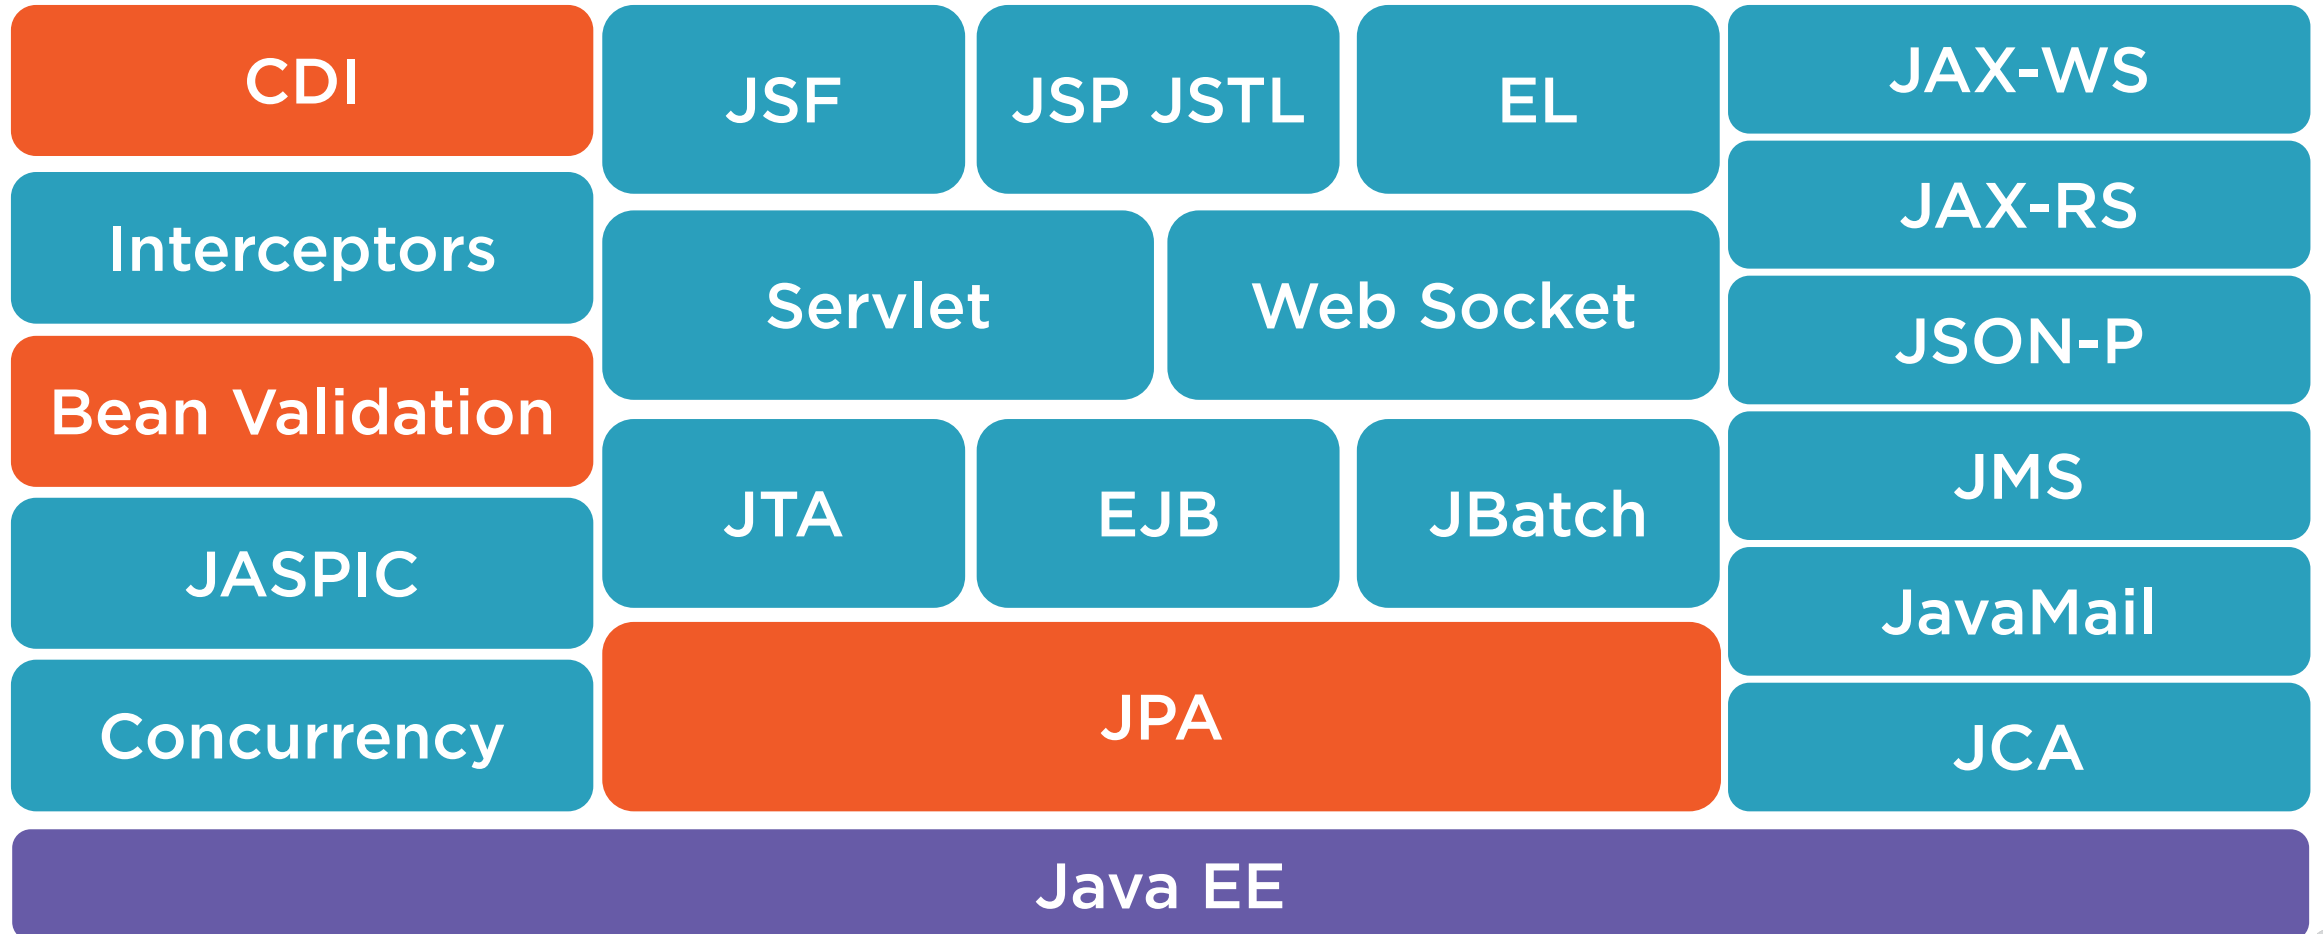 CDI
Interceptors
Bean Validation
JASPIC
Concurrency
JSF
JSP JSTL
EL
Servlet
Web Socket
JTA
EJB
JBatch
JPA
JAX-WS
JAX-RS
JSON-P
JMS
JavaMail
JCA
Java EE